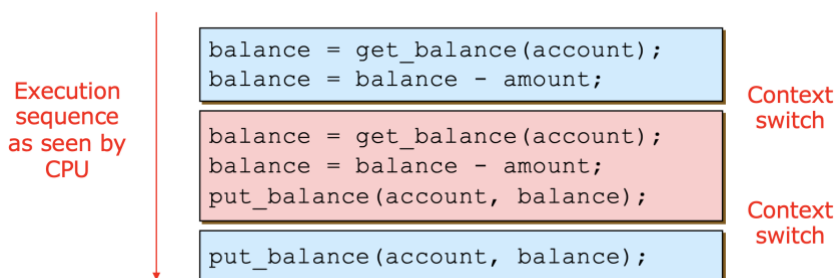 Execution
sequence
as seen by
CPU
balance = get_balance(account);
balance = balance - amount;
Context
switch
balance = get_balance(account);
balance = balance - amount;
put_balance(account, balance);
Context
switch
put_balance(account, balance);